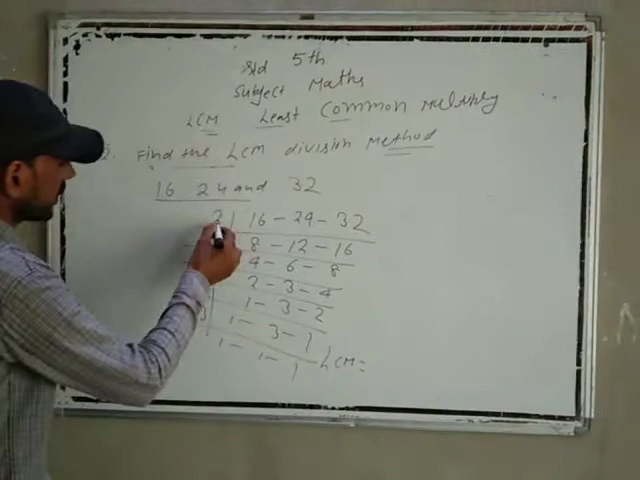 Std 5th
Subject Maths
LCM Least Common Multiply
2. Find the LCM division Method
16 24 and 32
2| 16 - 24 - 32
8 - 12 - 16
4 - 6 - 8
2 - 3 - 4
1 - 3 - 2
3| 1 - 3 - 1
1 - 1 - 1 LCM =